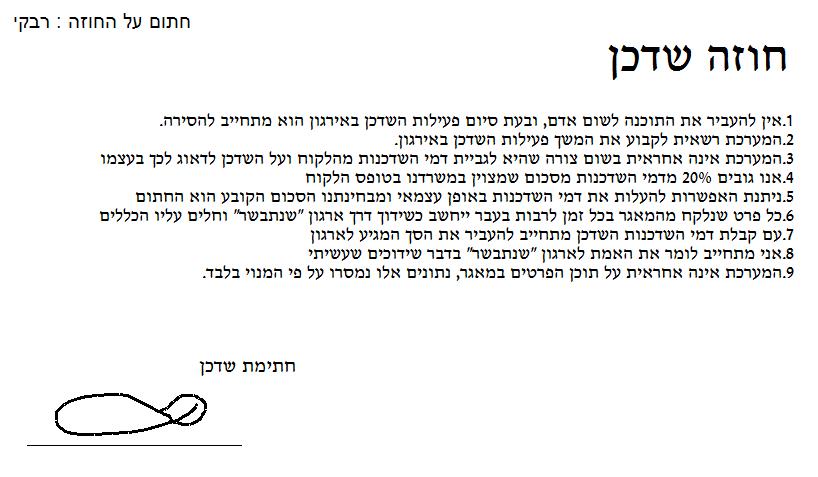 חתום על החוזה : רבקי
חוזה שדכן
1.אין להעביר את התוכנה לשום אדם, ובעת סיום פעילות השדכן באירגון הוא מתחייב להסירה.
2.המערכת רשאית לקבוע את המשך פעילות השדכן באירגון.
3.המערכת אינה אחראית בשום צורה שהיא לגביית דמי השדכנות מהלקוח ועל השדכן לדאוג לכך בעצמו
4.אנו גובים 20% מדמי השדכנות מסכום שמצוין במשרדנו בטופס הלקוח
5.ניתנת האפשרות להעלות את דמי השדכנות באופן עצמאי ומבחינתנו הסכום הקובע הוא החתום
6.כל פרט שנלקח מהמאגר בכל זמן לרבות בעבר ייחשב כשידוך דרך ארגון "שנתבשר" וחלים עליו הכללים
7.עם קבלת דמי השדכנות השדכן מתחייב להעביר את הסך המגיע לארגון
8.אני מתחייב לומר את האמת לארגון "שנתבשר" בדבר שידוכים שעשיתי
9.המערכת אינה אחראית על תוכן הפרטים במאגר, נתונים אלו נמסרו על פי המנוי בלבד.
חתימת שדכן